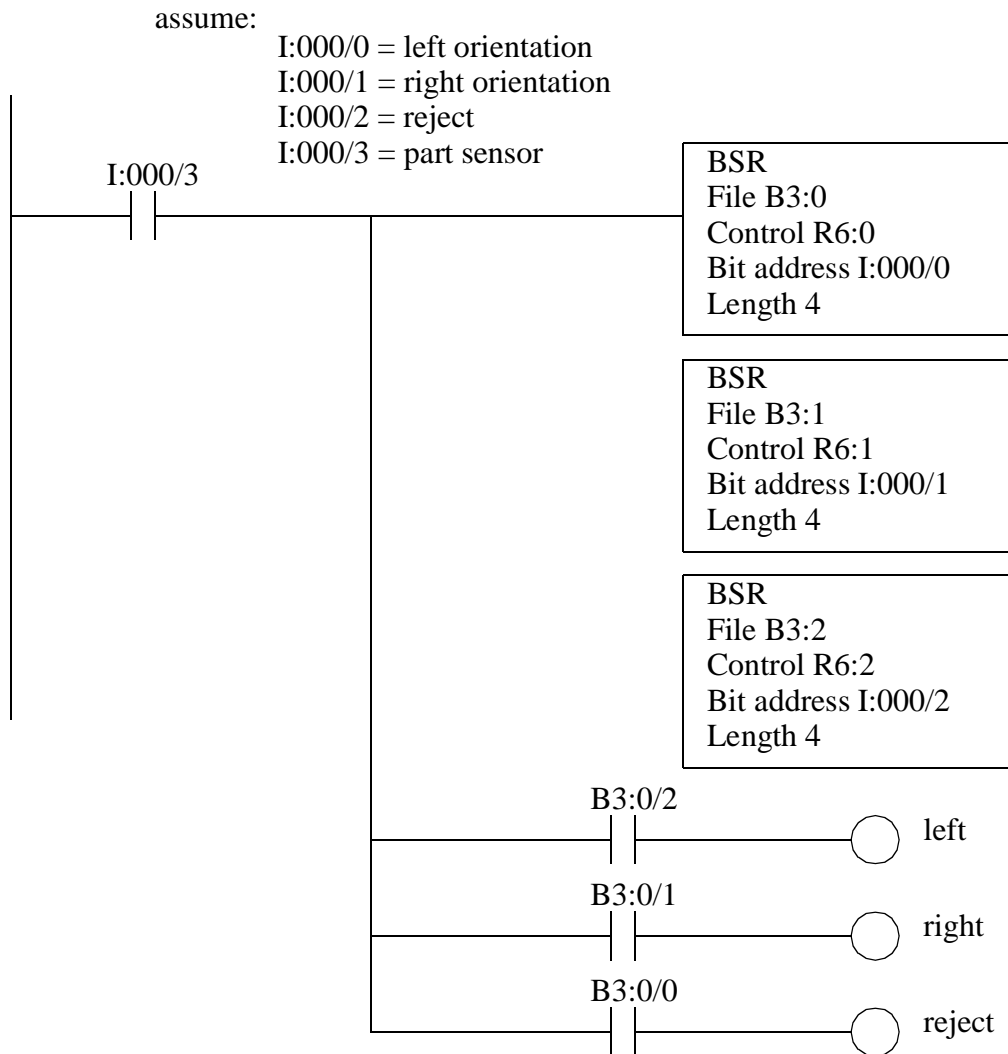 assume:
I:000/0 = left orientation
I:000/1 = right orientation
I:000/2 = reject
I:000/3 = part sensor
I:000/3
BSR
File B3:0
Control R6:0
Bit address I:000/0
Length 4
BSR
File B3:1
Control R6:1
Bit address I:000/1
Length 4
BSR
File B3:2
Control R6:2
Bit address I:000/2
Length 4
B3:0/2
left
B3:0/1
right
B3:0/0
reject